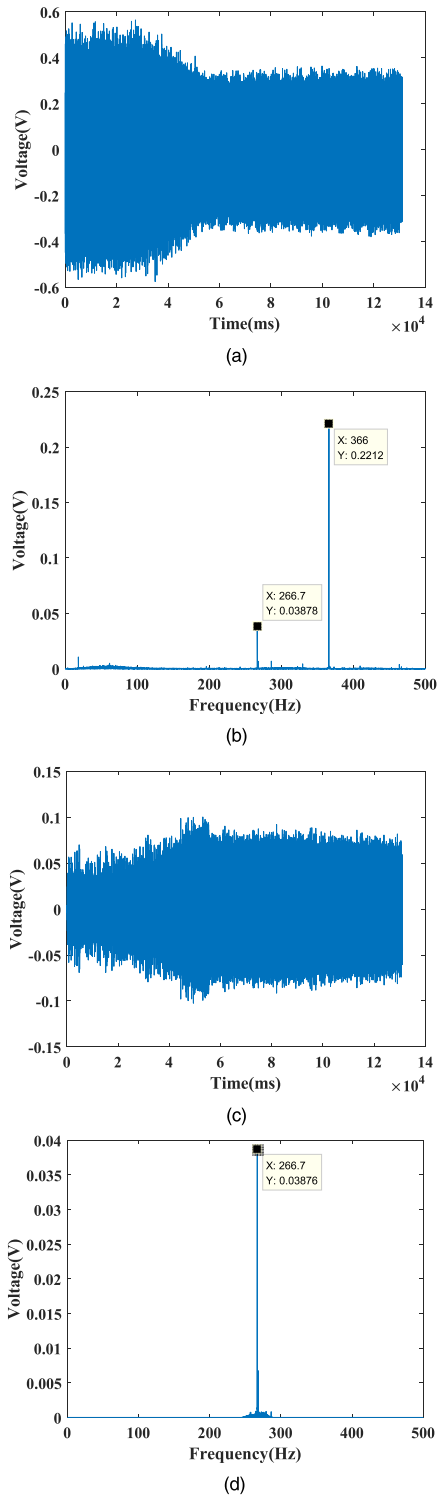 0.6
0.4
0.2
0
-0.2
-0.4
-0.6
Voltage(V)
0 2 4 6 8 10 12 14
Time(ms)
×10⁴
(a)
0.25
0.2
0.15
0.1
0.05
0
Voltage(V)
X: 366
Y: 0.2212
X: 266.7
Y: 0.03878
0 100 200 300 400 500
Frequency(Hz)
(b)
0.15
0.1
0.05
0
-0.05
-0.1
-0.15
Voltage(V)
0 2 4 6 8 10 12 14
Time(ms)
×10⁴
(c)
0.04
0.035
0.03
0.025
0.02
0.015
0.01
0.005
0
Voltage(V)
X: 266.7
Y: 0.03876
0 100 200 300 400 500
Frequency(Hz)
(d)